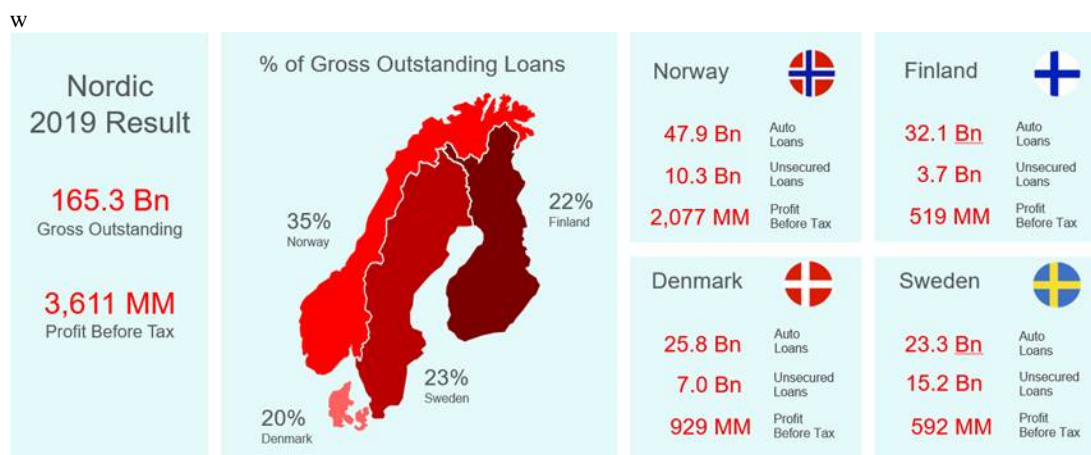 w
Nordic
2019 Result
165.3 Bn
Gross Outstanding
3,611 MM
Profit Before Tax
% of Gross Outstanding Loans
35%
Norway
22%
Finland
23%
Sweden
20%
Denmark
Norway
47.9 Bn
Auto
Loans
10.3 Bn
Unsecured
Loans
2,077 MM
Profit
Before Tax
Finland
32.1 Bn
Auto
Loans
3.7 Bn
Unsecured
Loans
519 MM
Profit
Before Tax
Denmark
25.8 Bn
Auto
Loans
7.0 Bn
Unsecured
Loans
929 MM
Profit
Before Tax
Sweden
23.3 Bn
Auto
Loans
15.2 Bn
Unsecured
Loans
592 MM
Profit
Before Tax